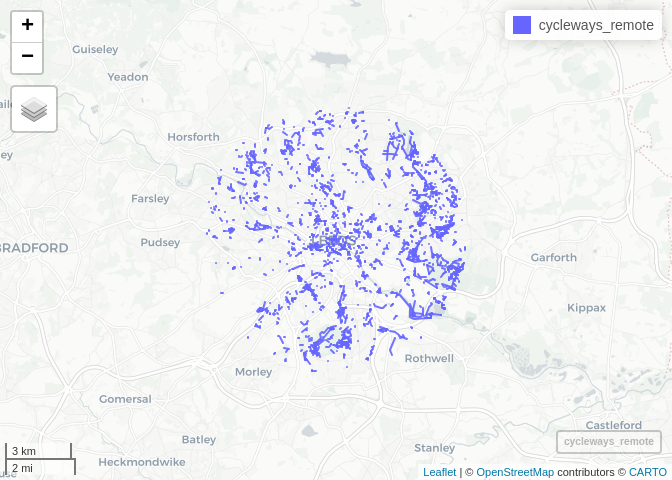 +
−
cycleways_remote
Guiseley
Yeadon
Horsforth
Farsley
BRADFORD
Pudsey
LEEDS
Garforth
Kippax
Rothwell
Morley
Gomersal
Castleford
Batley
Stanley
Heckmondwike
cycleways_remote
3 km
2 mi
Leaflet | © OpenStreetMap contributors © CARTO